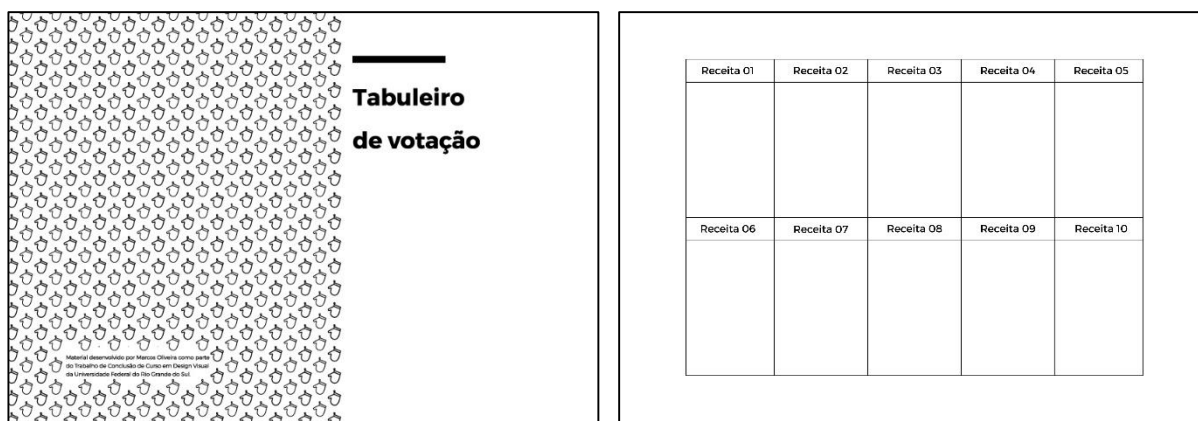 Tabuleiro
de votação
Material desenvolvido por Marcos Oliveira como parte
do Trabalho de Conclusão de Curso em Design Visual
da Universidade Federal do Rio Grande do Sul.
Receita 01 Receita 02 Receita 03 Receita 04 Receita 05
Receita 06 Receita 07 Receita 08 Receita 09 Receita 10